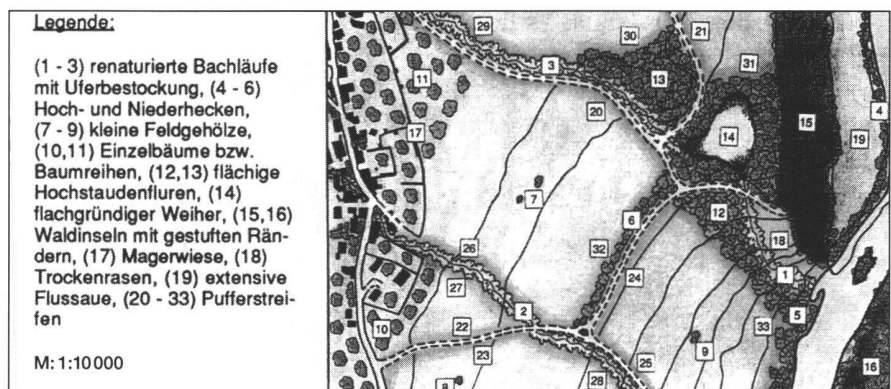 Legende:
(1 - 3) renaturierte Bachläufe
mit Uferbestockung, (4 - 6)
Hoch- und Niederhecken,
(7 - 9) kleine Feldgehölze,
(10,11) Einzelbäume bzw.
Baumreihen, (12,13) flächige
Hochstaudenfluren, (14)
flachgründiger Weiher, (15,16)
Waldinseln mit gestuften Rän-
dern, (17) Magerwiese, (18)
Trockenrasen, (19) extensive
Flussaue, (20 - 33) Pufferstrei-
fen
M: 1:10 000
29
30
21
3
31
11
13
20
4
17
15
14
19
7
6
12
32
18
26
24
1
27
2
5
22
33
10
23
9
25
16
28
8